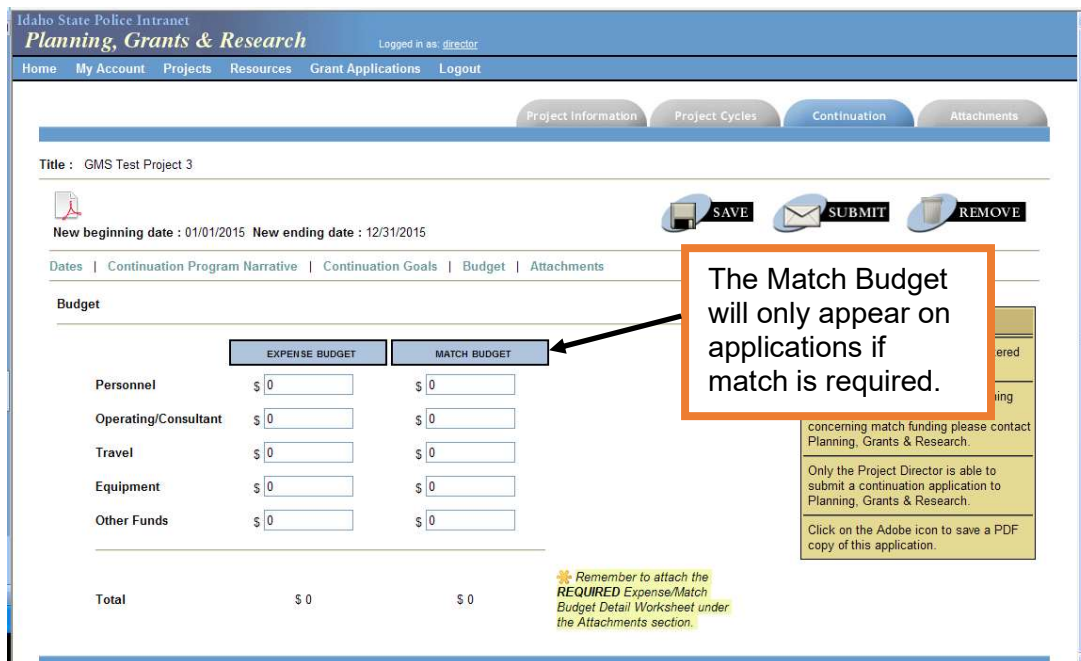 Idaho State Police Intranet
Planning, Grants & Research
Logged in as: director
Home My Account Projects Resources Grant Applications Logout
Project Information Project Cycles Continuation Attachments
Title : GMS Test Project 3
SAVE SUBMIT REMOVE
New beginning date : 01/01/2015 New ending date : 12/31/2015
Dates | Continuation Program Narrative | Continuation Goals | Budget | Attachments
Budget
The Match Budget
will only appear on
applications if
match is required.
EXPENSE BUDGET MATCH BUDGET
Personnel $ 0 $ 0
Operating/Consultant $ 0 $ 0
Travel $ 0 $ 0
Equipment $ 0 $ 0
Other Funds $ 0 $ 0
Total $ 0 $ 0
concerning match funding please contact
Planning, Grants & Research.
Only the Project Director is able to
submit a continuation application to
Planning, Grants & Research.
Click on the Adobe icon to save a PDF
copy of this application.
Remember to attach the
REQUIRED Expense/Match
Budget Detail Worksheet under
the Attachments section.